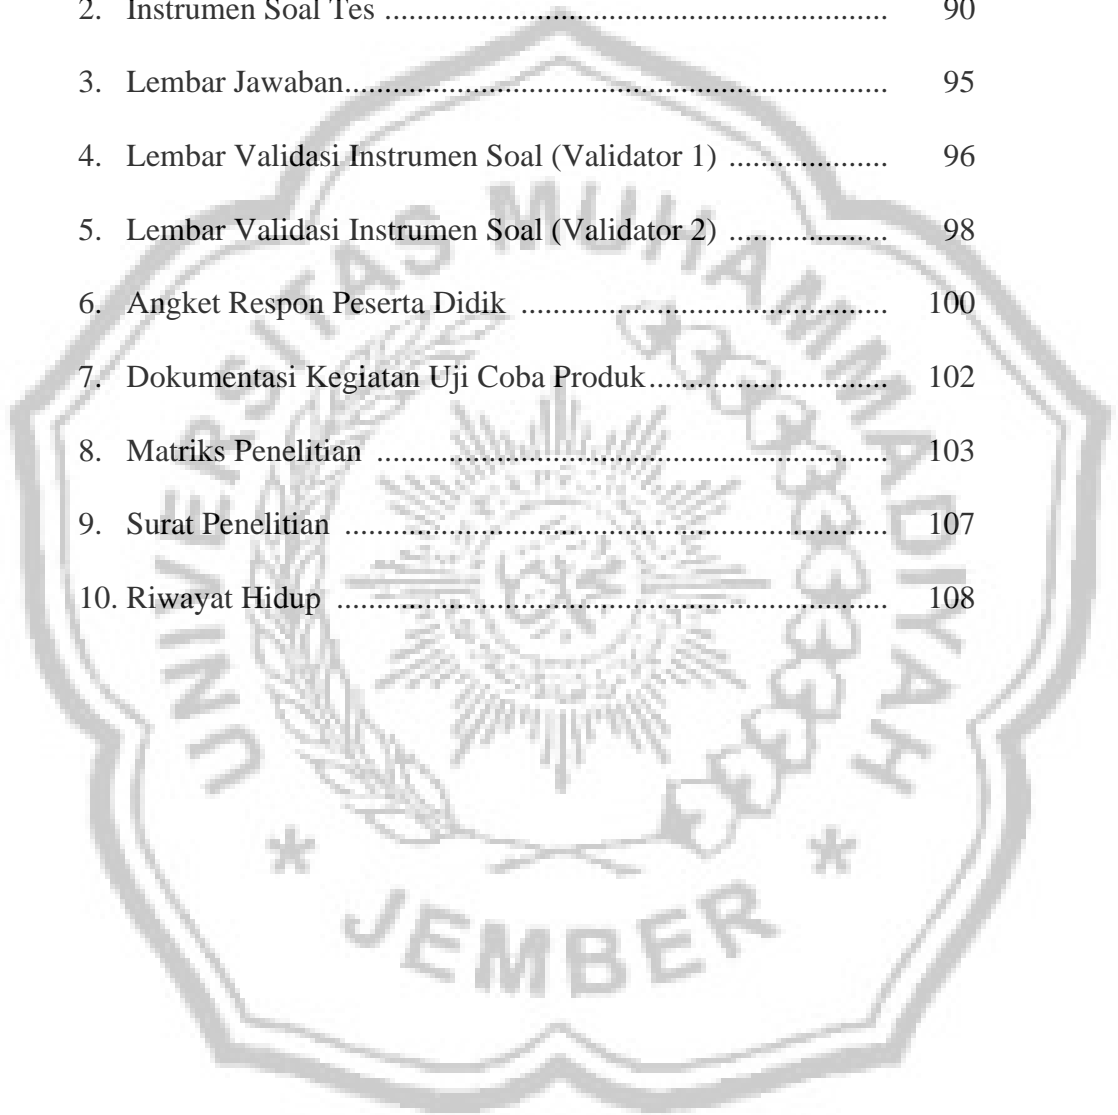 2. Instrumen Soal Tes ................................................................ 90
3. Lembar Jawaban..................................................................... 95
4. Lembar Validasi Instrumen Soal (Validator 1) .................... 96
5. Lembar Validasi Instrumen Soal (Validator 2) .................... 98
6. Angket Respon Peserta Didik .............................................. 100
7. Dokumentasi Kegiatan Uji Coba Produk.............................. 102
8. Matriks Penelitian ................................................................. 103
9. Surat Penelitian ..................................................................... 107
10. Riwayat Hidup ...................................................................... 108
UNIVERSITAS MUHAMMADIYAH
* JEMBER *